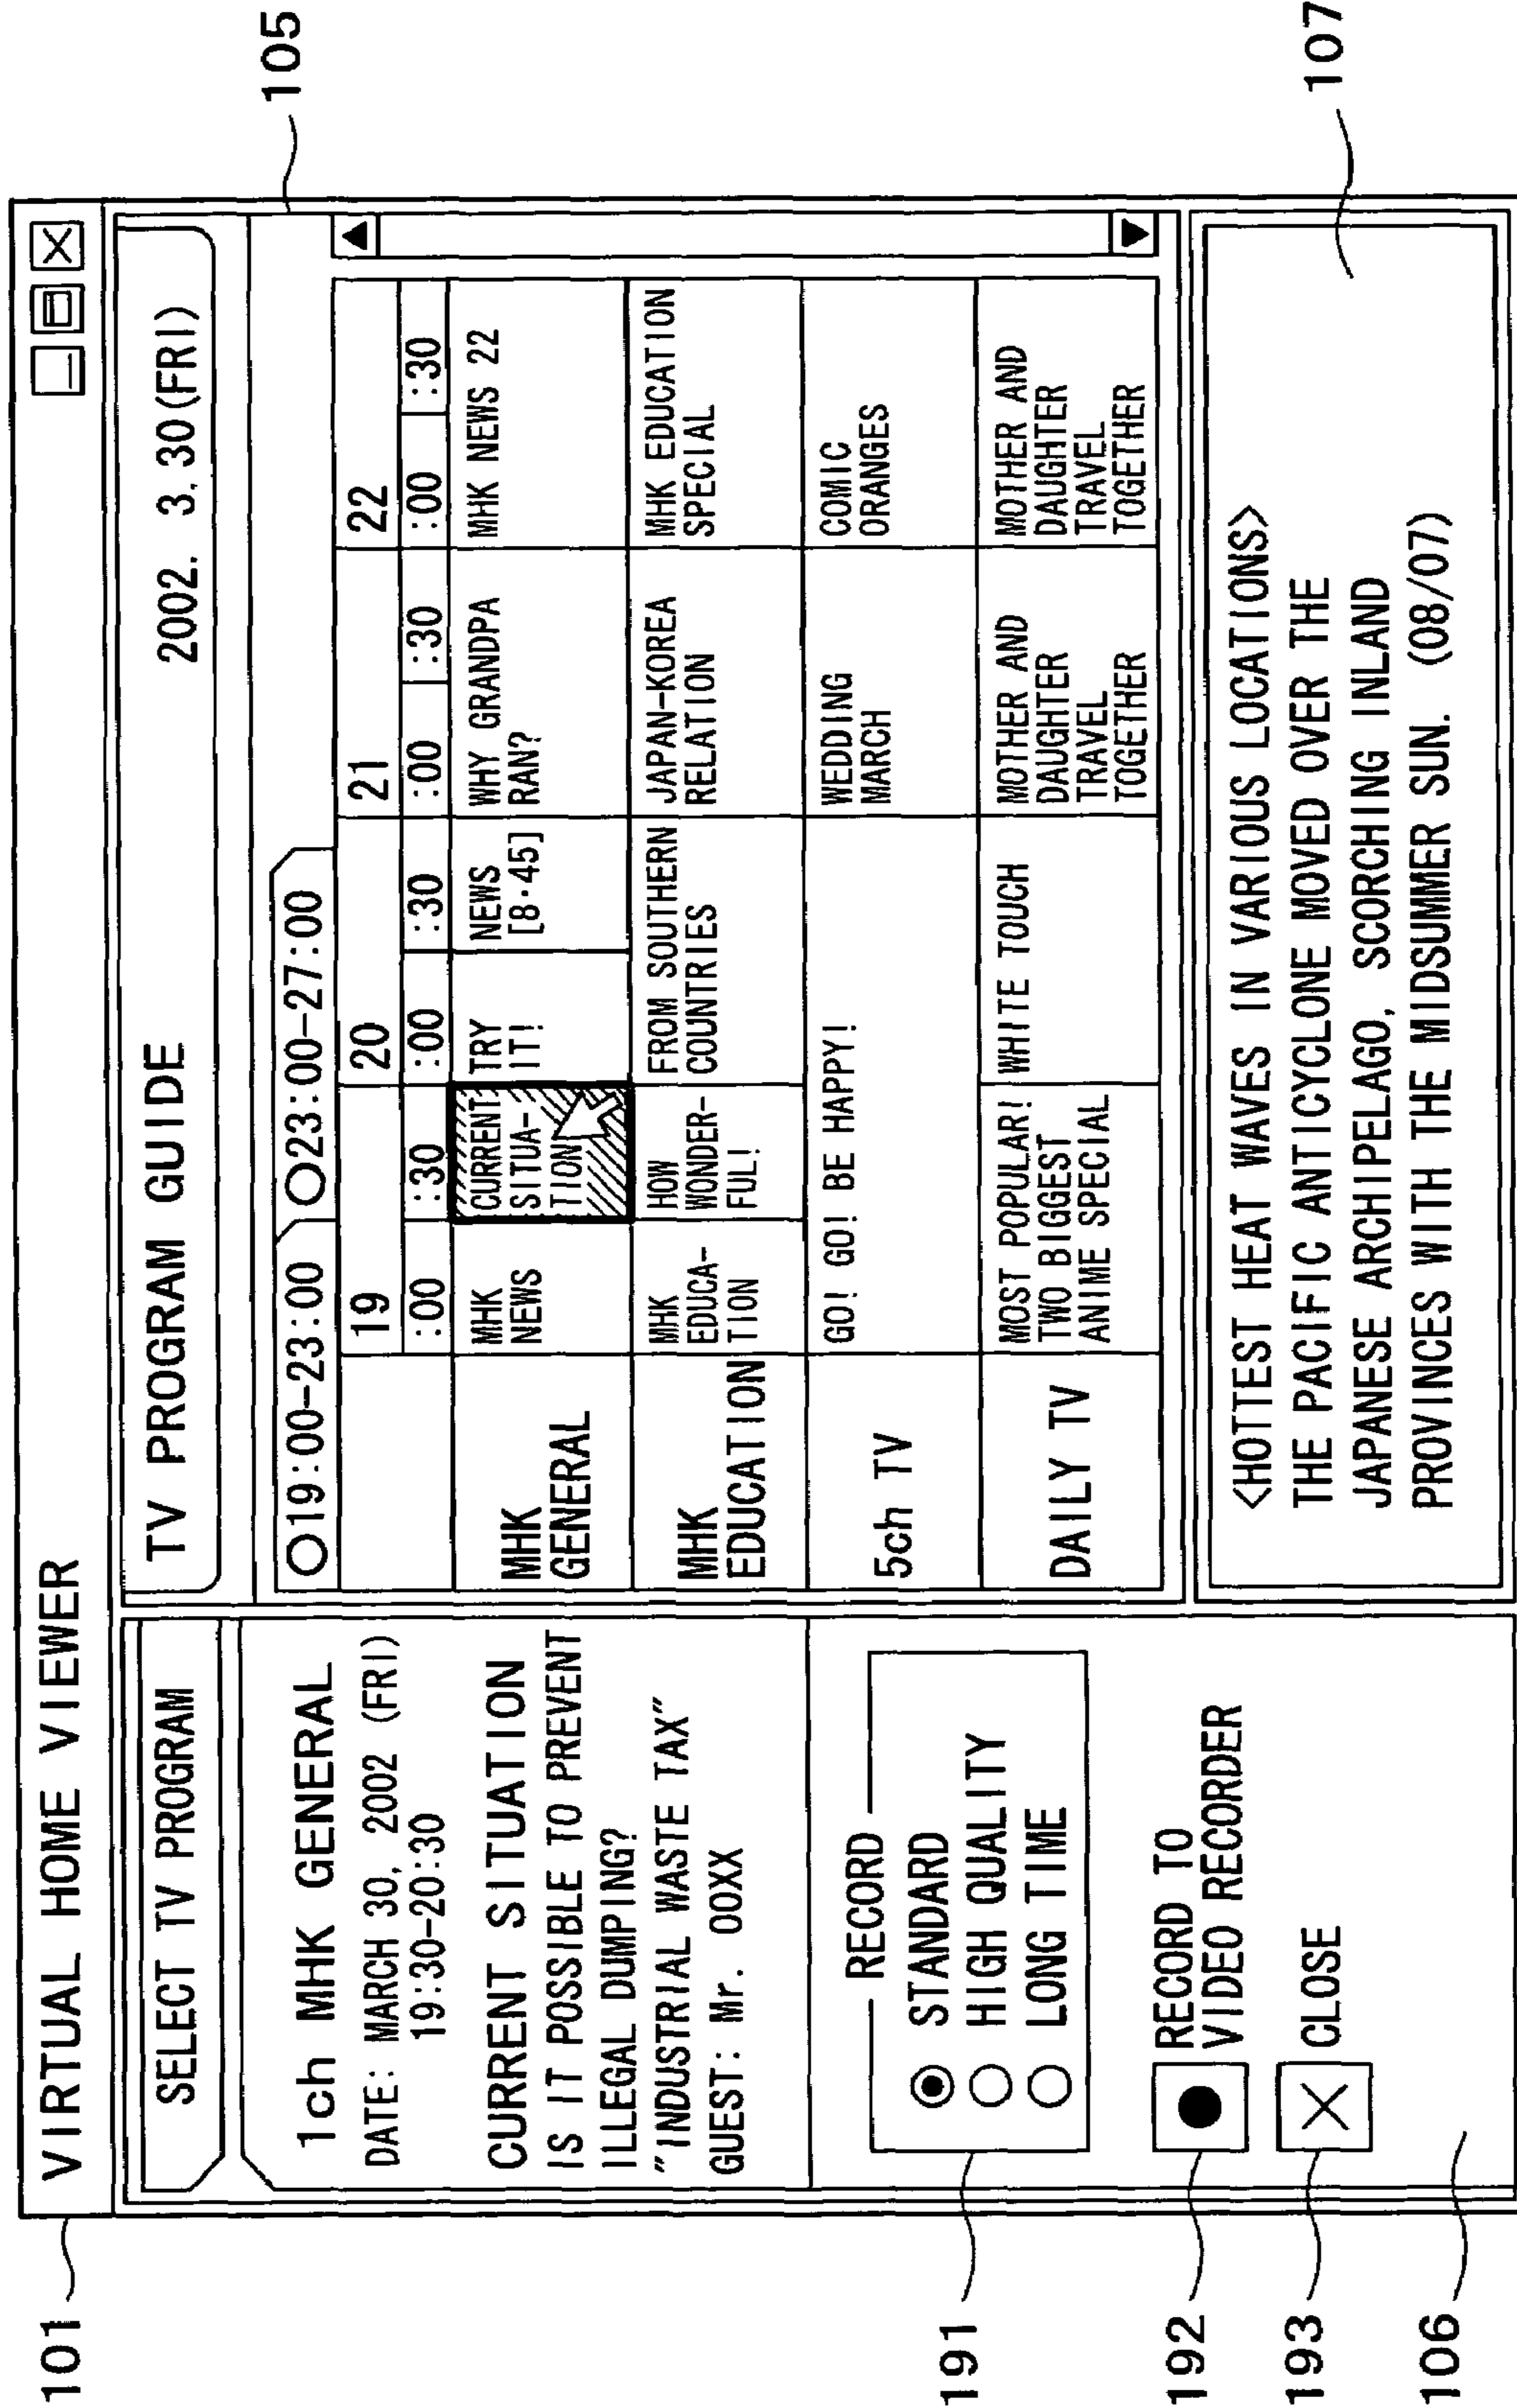 101
VIRTUAL HOME VIEWER
SELECT TV PROGRAM
1ch MHK GENERAL
DATE: MARCH 30, 2002 (FRI)
19:30-20:30
CURRENT SITUATION
IS IT POSSIBLE TO PREVENT
ILLEGAL DUMPING?
"INDUSTRIAL WASTE TAX"
GUEST: Mr. OOXX
RECORD
STANDARD
HIGH QUALITY
LONG TIME
191
RECORD TO
VIDEO RECORDER
192
CLOSE
193
106
TV PROGRAM GUIDE
2002. 3. 30(FRI)
105
19:00-23:00
23:00-27:00
19
20
21
22
:00
:30
:00
:30
:00
:30
:00
:30
MHK
GENERAL
MHK
NEWS
CURRENT
SITUA-
TION
TRY
IT!
NEWS
[8·45]
WHY GRANDPA
RAN?
MHK NEWS 22
MHK
EDUCATION
MHK
EDUCA-
TION
HOW
WONDER-
FUL!
FROM SOUTHERN
COUNTRIES
JAPAN-KOREA
RELATION
MHK EDUCATION
SPECIAL
5ch TV
GO! GO! BE HAPPY!
WEDDING
MARCH
COMIC
ORANGES
DAILY TV
MOST POPULAR!
TWO BIGGEST
ANIME SPECIAL
WHITE TOUCH
MOTHER AND
DAUGHTER
TRAVEL
TOGETHER
MOTHER AND
DAUGHTER
TRAVEL
TOGETHER
<HOTTEST HEAT WAVES IN VARIOUS LOCATIONS>
THE PACIFIC ANTICYCLONE MOVED OVER THE
JAPANESE ARCHIPELAGO, SCORCHING INLAND
PROVINCES WITH THE MIDSUMMER SUN. (08/07)
107